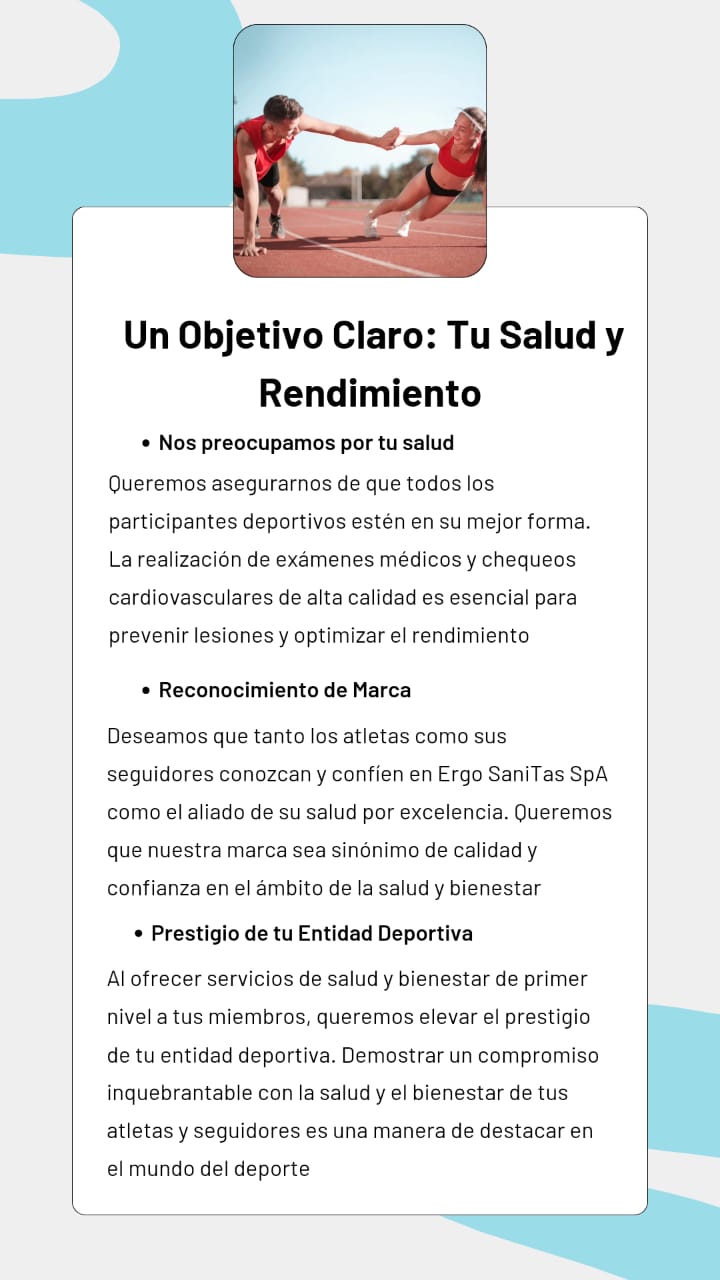 Un Objetivo Claro: Tu Salud y
Rendimiento
• Nos preocupamos por tu salud
Queremos asegurarnos de que todos los
participantes deportivos estén en su mejor forma.
La realización de exámenes médicos y chequeos
cardiovasculares de alta calidad es esencial para
prevenir lesiones y optimizar el rendimiento
• Reconocimiento de Marca
Deseamos que tanto los atletas como sus
seguidores conozcan y confíen en Ergo SaniTas SpA
como el aliado de su salud por excelencia. Queremos
que nuestra marca sea sinónimo de calidad y
confianza en el ámbito de la salud y bienestar
• Prestigio de tu Entidad Deportiva
Al ofrecer servicios de salud y bienestar de primer
nivel a tus miembros, queremos elevar el prestigio
de tu entidad deportiva. Demostrar un compromiso
inquebrantable con la salud y el bienestar de tus
atletas y seguidores es una manera de destacar en
el mundo del deporte